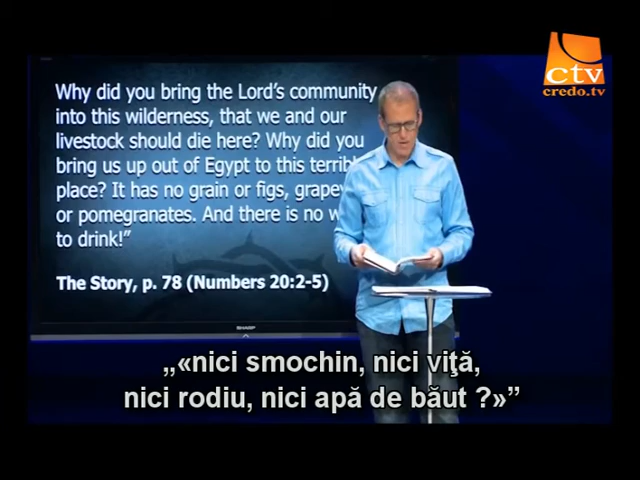 ctv
credo.tv
Why did you bring the Lord's community
into this wilderness, that we and our
livestock should die here? Why did you
bring us up out of Egypt to this
place? It has no grain or figs,
or pomegranates. And there is no
to drink!"
The Story, p. 78 (Numbers 20:2-5)
SHARP
„«nici smochin, nici viţă,
nici rodiu, nici apă de băut ?»”